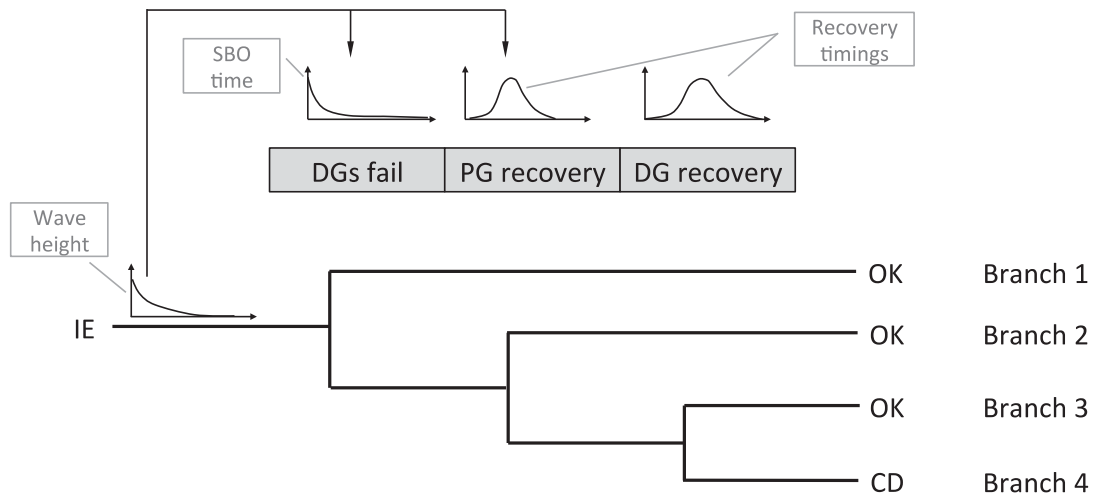 SBO
time
Recovery
timings
DGs fail
PG recovery
DG recovery
Wave
height
IE
OK Branch 1
OK Branch 2
OK Branch 3
CD Branch 4